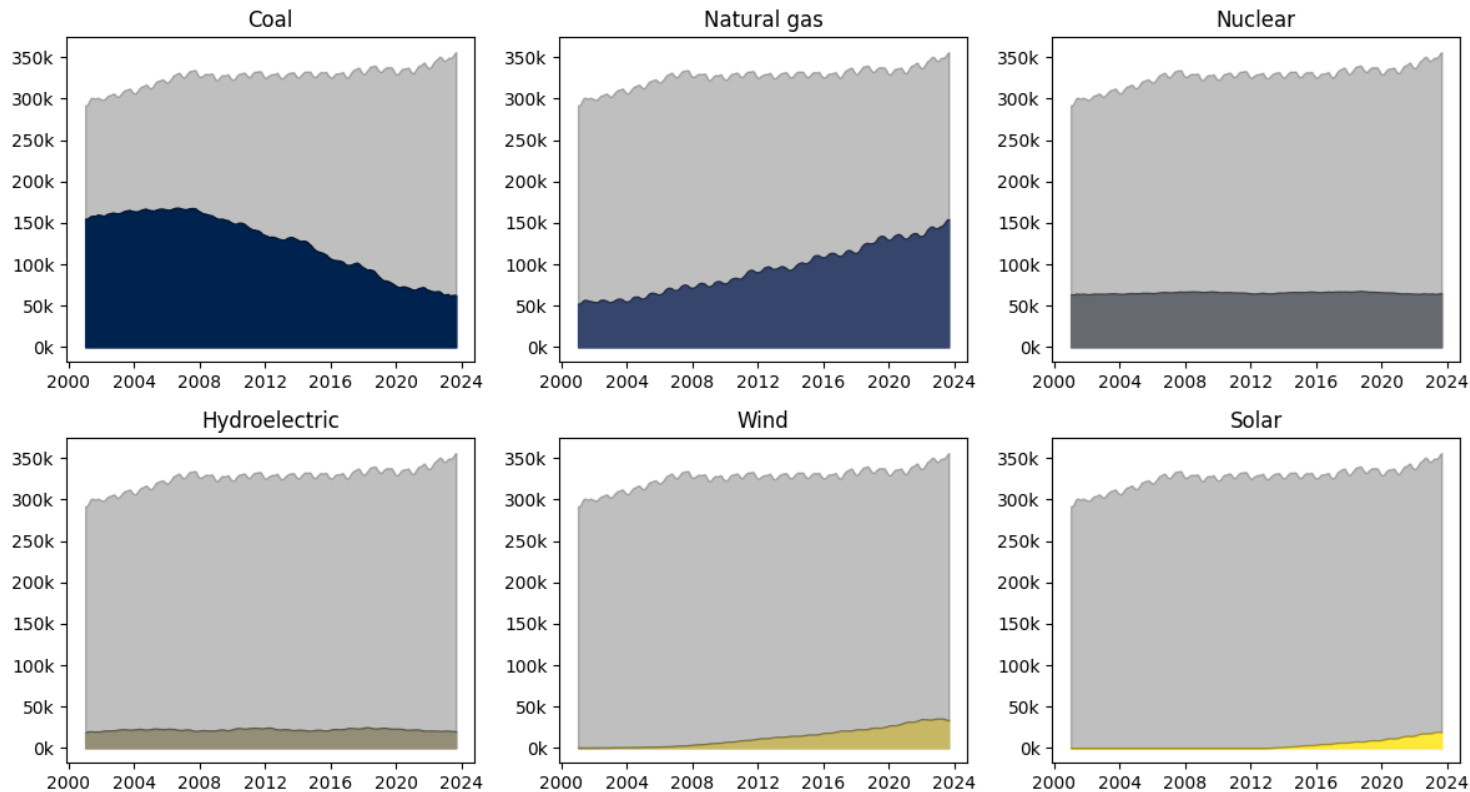 Coal Natural gas Nuclear
350k 350k 350k
300k 300k 300k
250k 250k 250k
200k 200k 200k
150k 150k 150k
100k 100k 100k
50k 50k 50k
0k 0k 0k
2000 2004 2008 2012 2016 2020 2024 2000 2004 2008 2012 2016 2020 2024 2000 2004 2008 2012 2016 2020 2024
Hydroelectric Wind Solar
350k 350k 350k
300k 300k 300k
250k 250k 250k
200k 200k 200k
150k 150k 150k
100k 100k 100k
50k 50k 50k
0k 0k 0k
2000 2004 2008 2012 2016 2020 2024 2000 2004 2008 2012 2016 2020 2024 2000 2004 2008 2012 2016 2020 2024